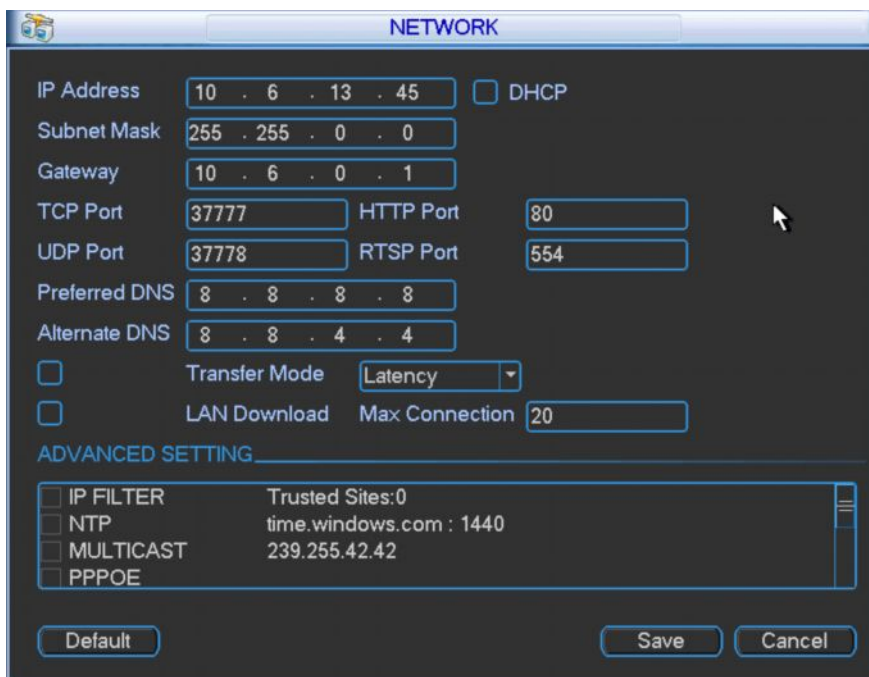 NETWORK
IP Address 10 . 6 . 13 . 45 DHCP
Subnet Mask 255 . 255 . 0 . 0
Gateway 10 . 6 . 0 . 1
TCP Port 37777 HTTP Port 80
UDP Port 37778 RTSP Port 554
Preferred DNS 8 . 8 . 8 . 8
Alternate DNS 8 . 8 . 4 . 4
Transfer Mode Latency
LAN Download Max Connection 20
ADVANCED SETTING
IP FILTER Trusted Sites:0
NTP time.windows.com : 1440
MULTICAST 239.255.42.42
PPPOE
Default Save Cancel